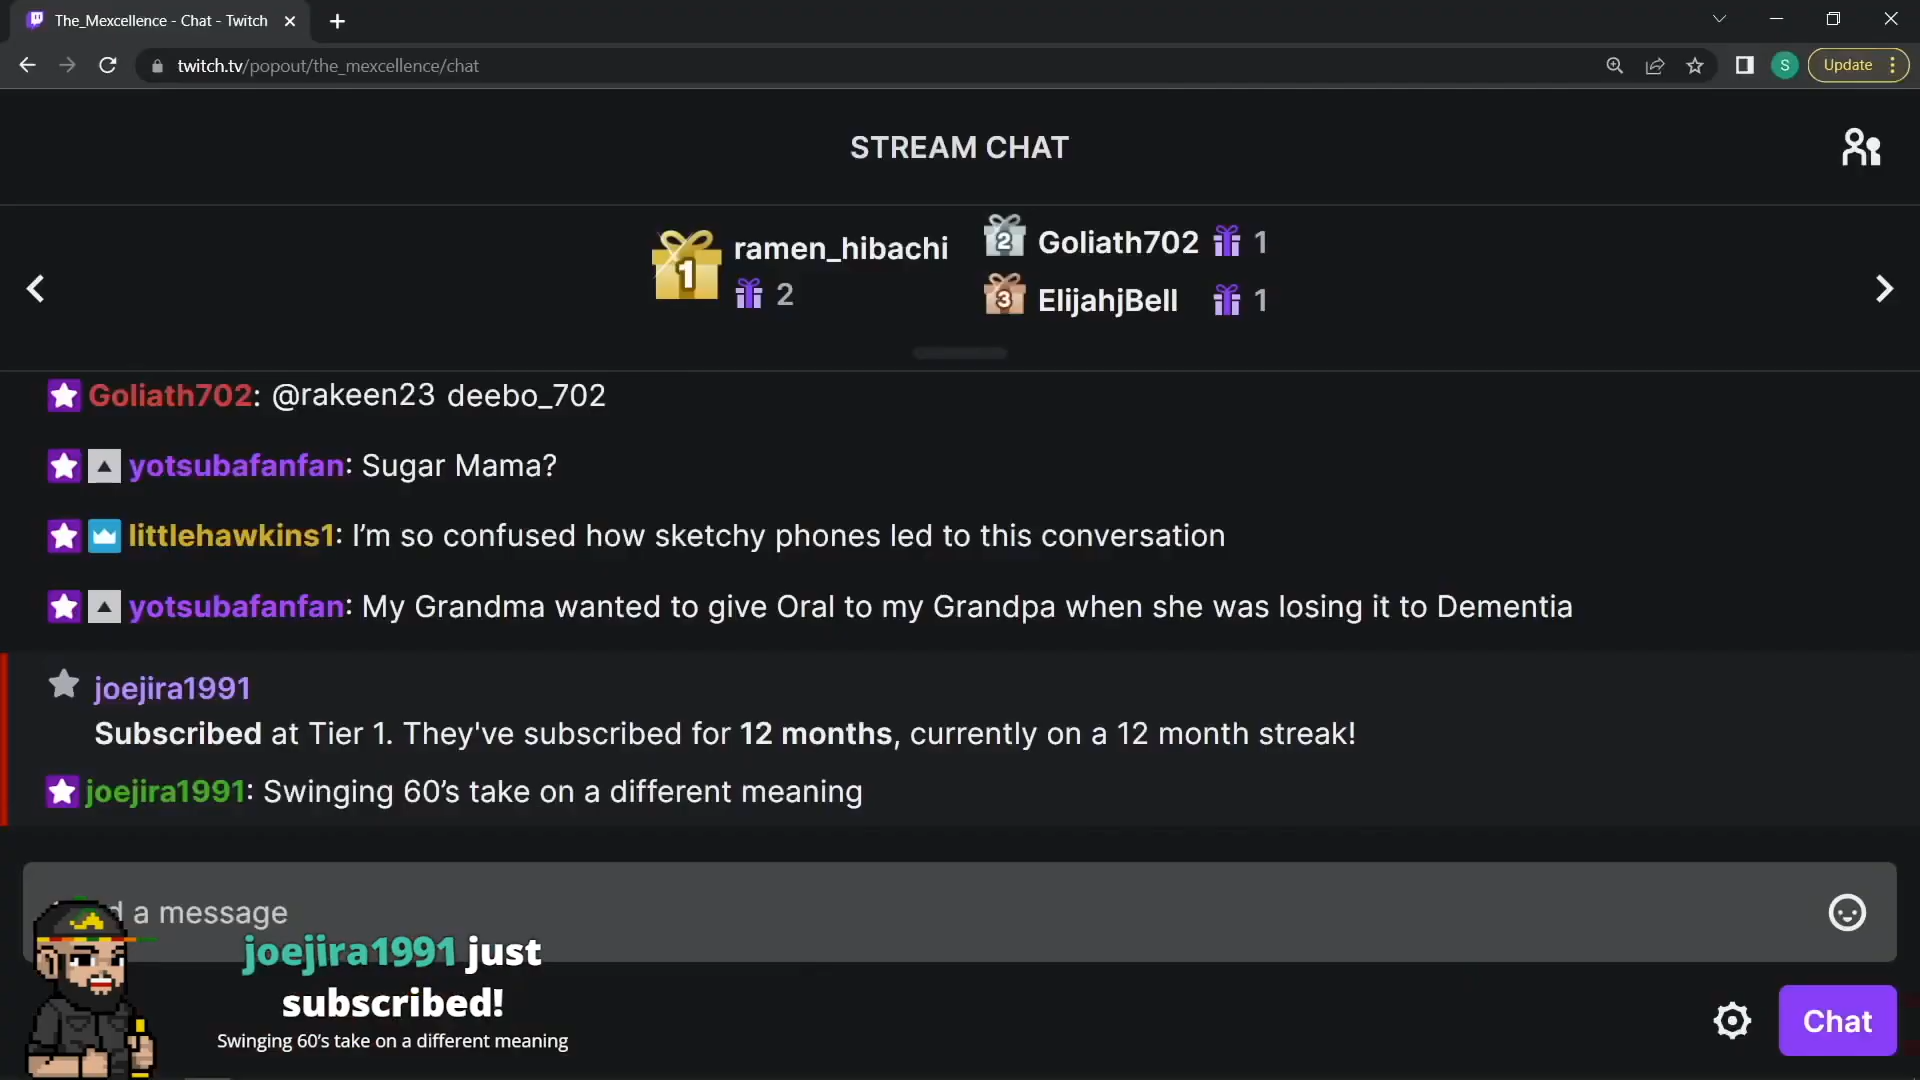 The_Mexcellence - Chat - Twitch
twitch.tv/popout/the_mexcellence/chat
S
Update
STREAM CHAT
1 ramen_hibachi
2
2 Goliath702 1
3 ElijahjBell 1
Goliath702: @rakeen23 deebo_702
yotsubafanfan: Sugar Mama?
littlehawkins1: I'm so confused how sketchy phones led to this conversation
yotsubafanfan: My Grandma wanted to give Oral to my Grandpa when she was losing it to Dementia
joejira1991
Subscribed at Tier 1. They've subscribed for 12 months, currently on a 12 month streak!
joejira1991: Swinging 60's take on a different meaning
a message
joejira1991 just
subscribed!
Swinging 60's take on a different meaning
Chat